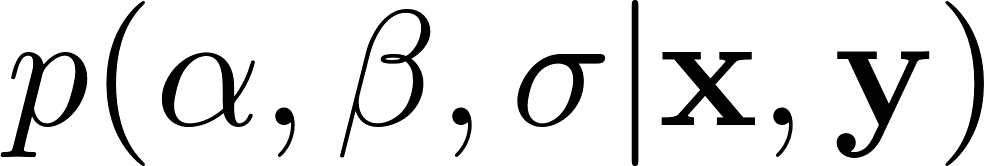 p(α, β, σ|𝐱, 𝐲)